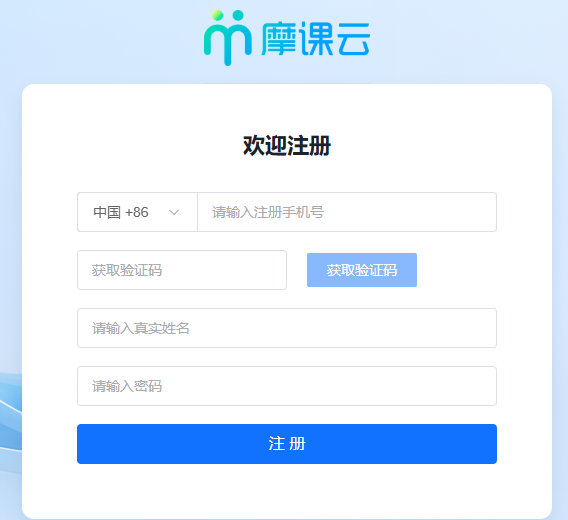 摩课云
欢迎注册
中国 +86 请输入注册手机号
获取验证码 获取验证码
请输入真实姓名
请输入密码
注 册